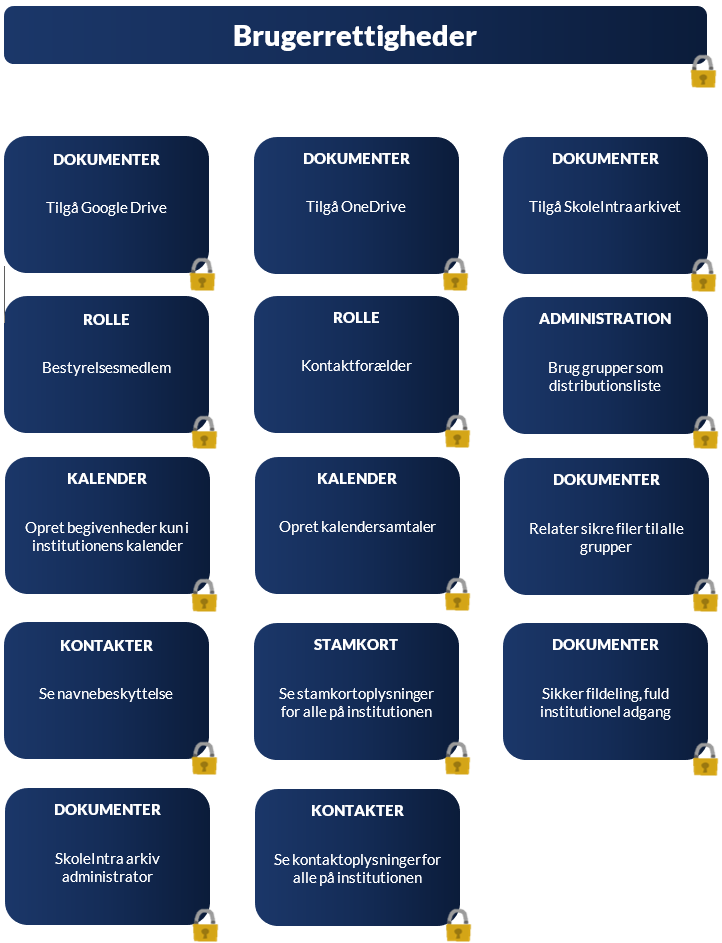 Brugerrettigheder
DOKUMENTER
Tilgå Google Drive
DOKUMENTER
Tilgå OneDrive
DOKUMENTER
Tilgå SkoleIntra arkivet
ROLLE
Bestyrelsesmedlem
ROLLE
Kontaktforælder
ADMINISTRATION
Brug grupper som
distributionsliste
KALENDER
Opret begivenheder kun i
institutionens kalender
KALENDER
Opret kalendersamtaler
DOKUMENTER
Relater sikre filer til alle
grupper
KONTAKTER
Se navnebeskyttelse
STAMKORT
Se stamkortoplysninger
for alle på institutionen
DOKUMENTER
Sikker fildeling, fuld
institutionel adgang
DOKUMENTER
SkoleIntra arkiv
administrator
KONTAKTER
Se kontaktoplysninger for
alle på institutionen